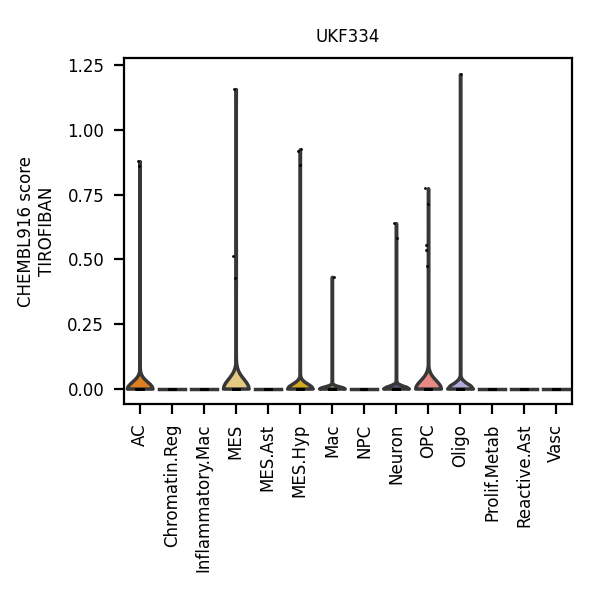 UKF334
CHEMBL916 score
TIROFIBAN
1.25
1.00
0.75
0.50
0.25
0.00
AC
Chromatin.Reg
Inflammatory.Mac
MES
MES.Ast
MES.Hyp
Mac
NPC
Neuron
OPC
Oligo
Prolif.Metab
Reactive.Ast
Vasc